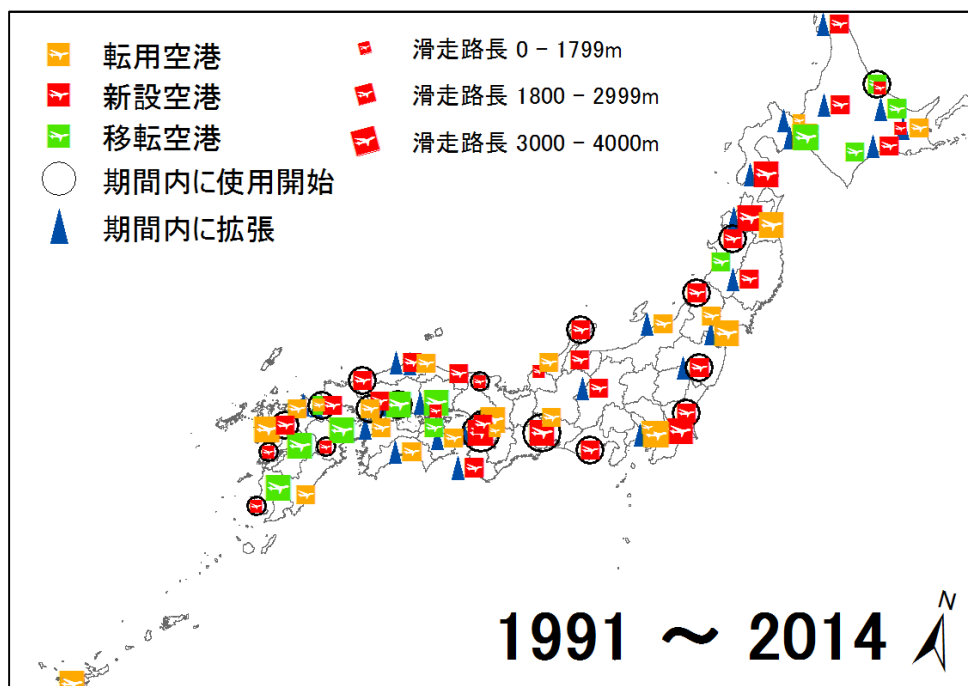 転用空港
新設空港
移転空港
期間内に使用開始
期間内に拡張
滑走路長 0 - 1799m
滑走路長 1800 - 2999m
滑走路長 3000 - 4000m
1991 ~ 2014
N